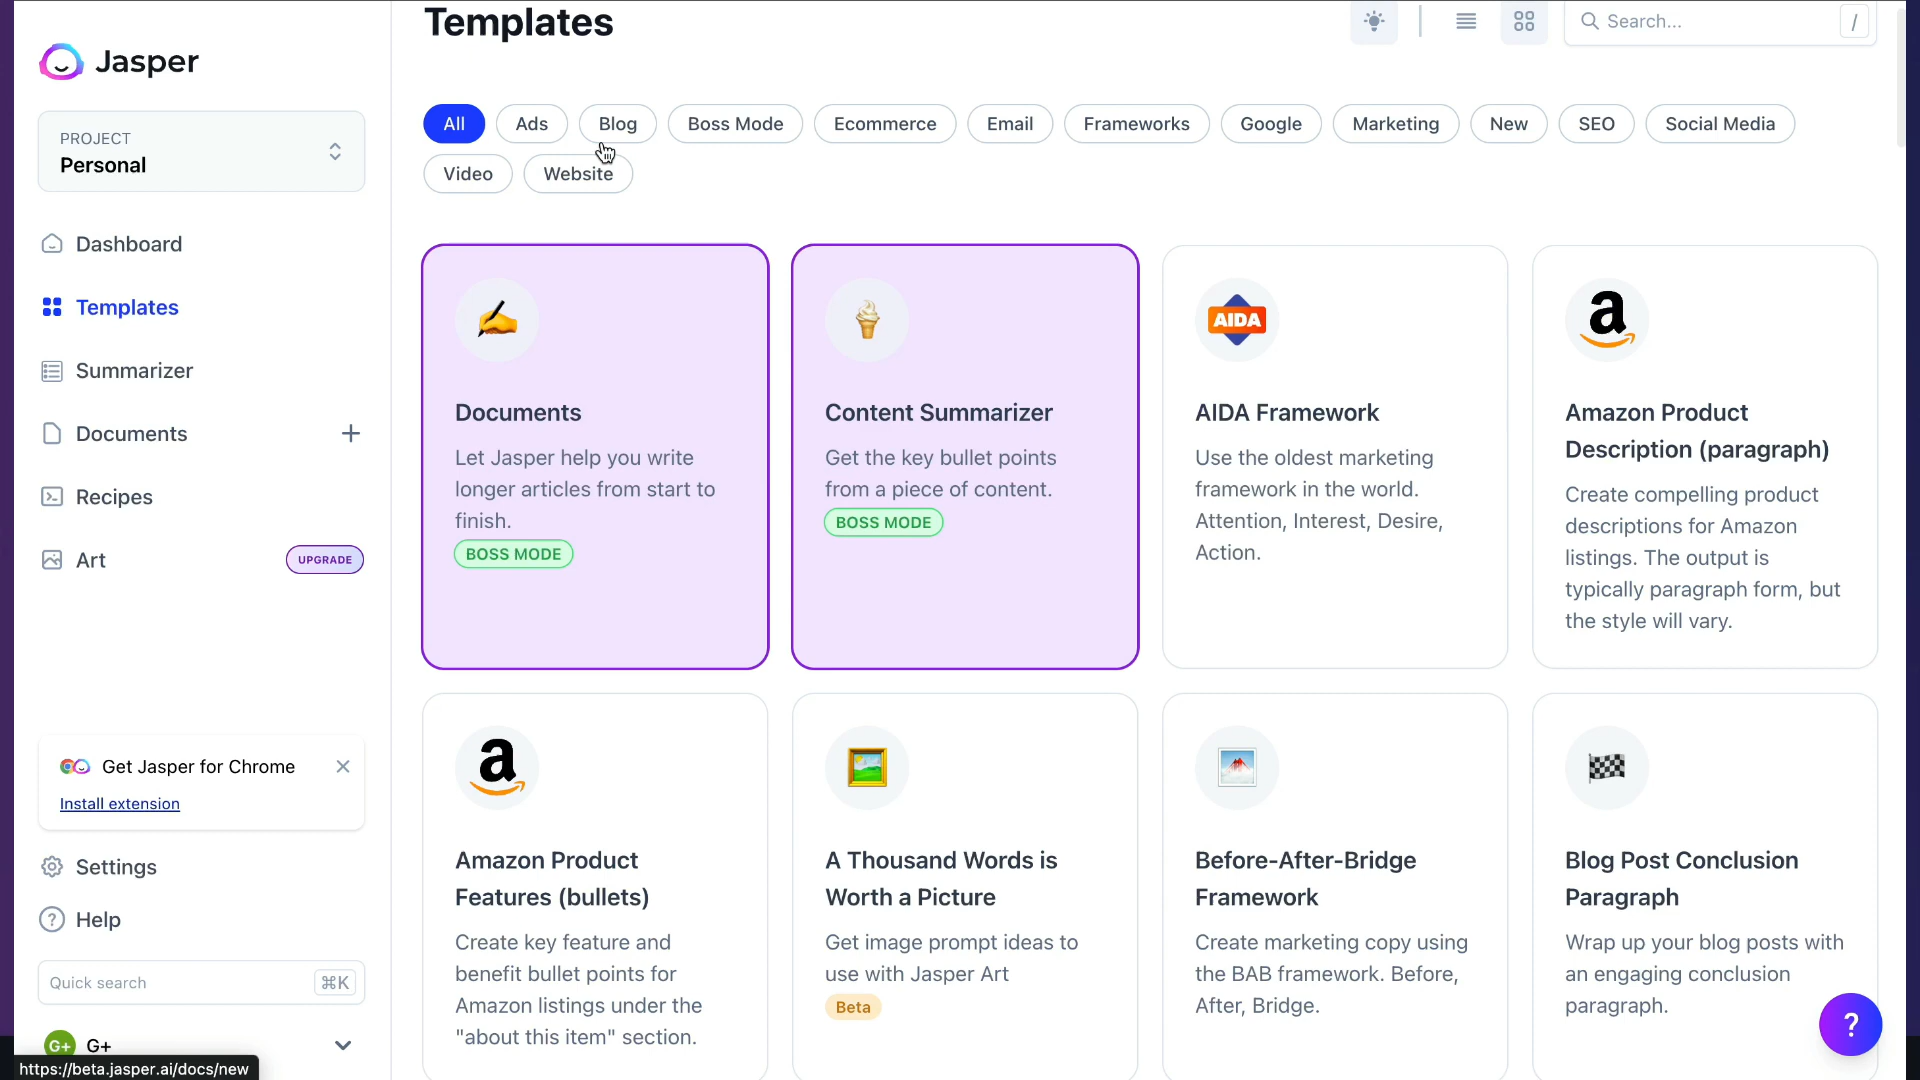 Templates
Search...
/
Jasper
PROJECT
Personal
All
Ads
Blog
Boss Mode
Ecommerce
Email
Frameworks
Google
Marketing
New
SEO
Social Media
Video
Website
Dashboard
Templates
Summarizer
Documents
+
Recipes
Art
UPGRADE
Get Jasper for Chrome
Install extension
Settings
Help
Quick search
⌘K
G+
G+
https://beta.jasper.ai/docs/new
Documents
Let Jasper help you write
longer articles from start to
finish.
BOSS MODE
Content Summarizer
Get the key bullet points
from a piece of content.
BOSS MODE
AIDA
AIDA Framework
Use the oldest marketing
framework in the world.
Attention, Interest, Desire,
Action.
a
Amazon Product
Description (paragraph)
Create compelling product
descriptions for Amazon
listings. The output is
typically paragraph form, but
the style will vary.
a
Amazon Product
Features (bullets)
Create key feature and
benefit bullet points for
Amazon listings under the
"about this item" section.
A Thousand Words is
Worth a Picture
Get image prompt ideas to
use with Jasper Art
Beta
Before-After-Bridge
Framework
Create marketing copy using
the BAB framework. Before,
After, Bridge.
Blog Post Conclusion
Paragraph
Wrap up your blog posts with
an engaging conclusion
paragraph.
?